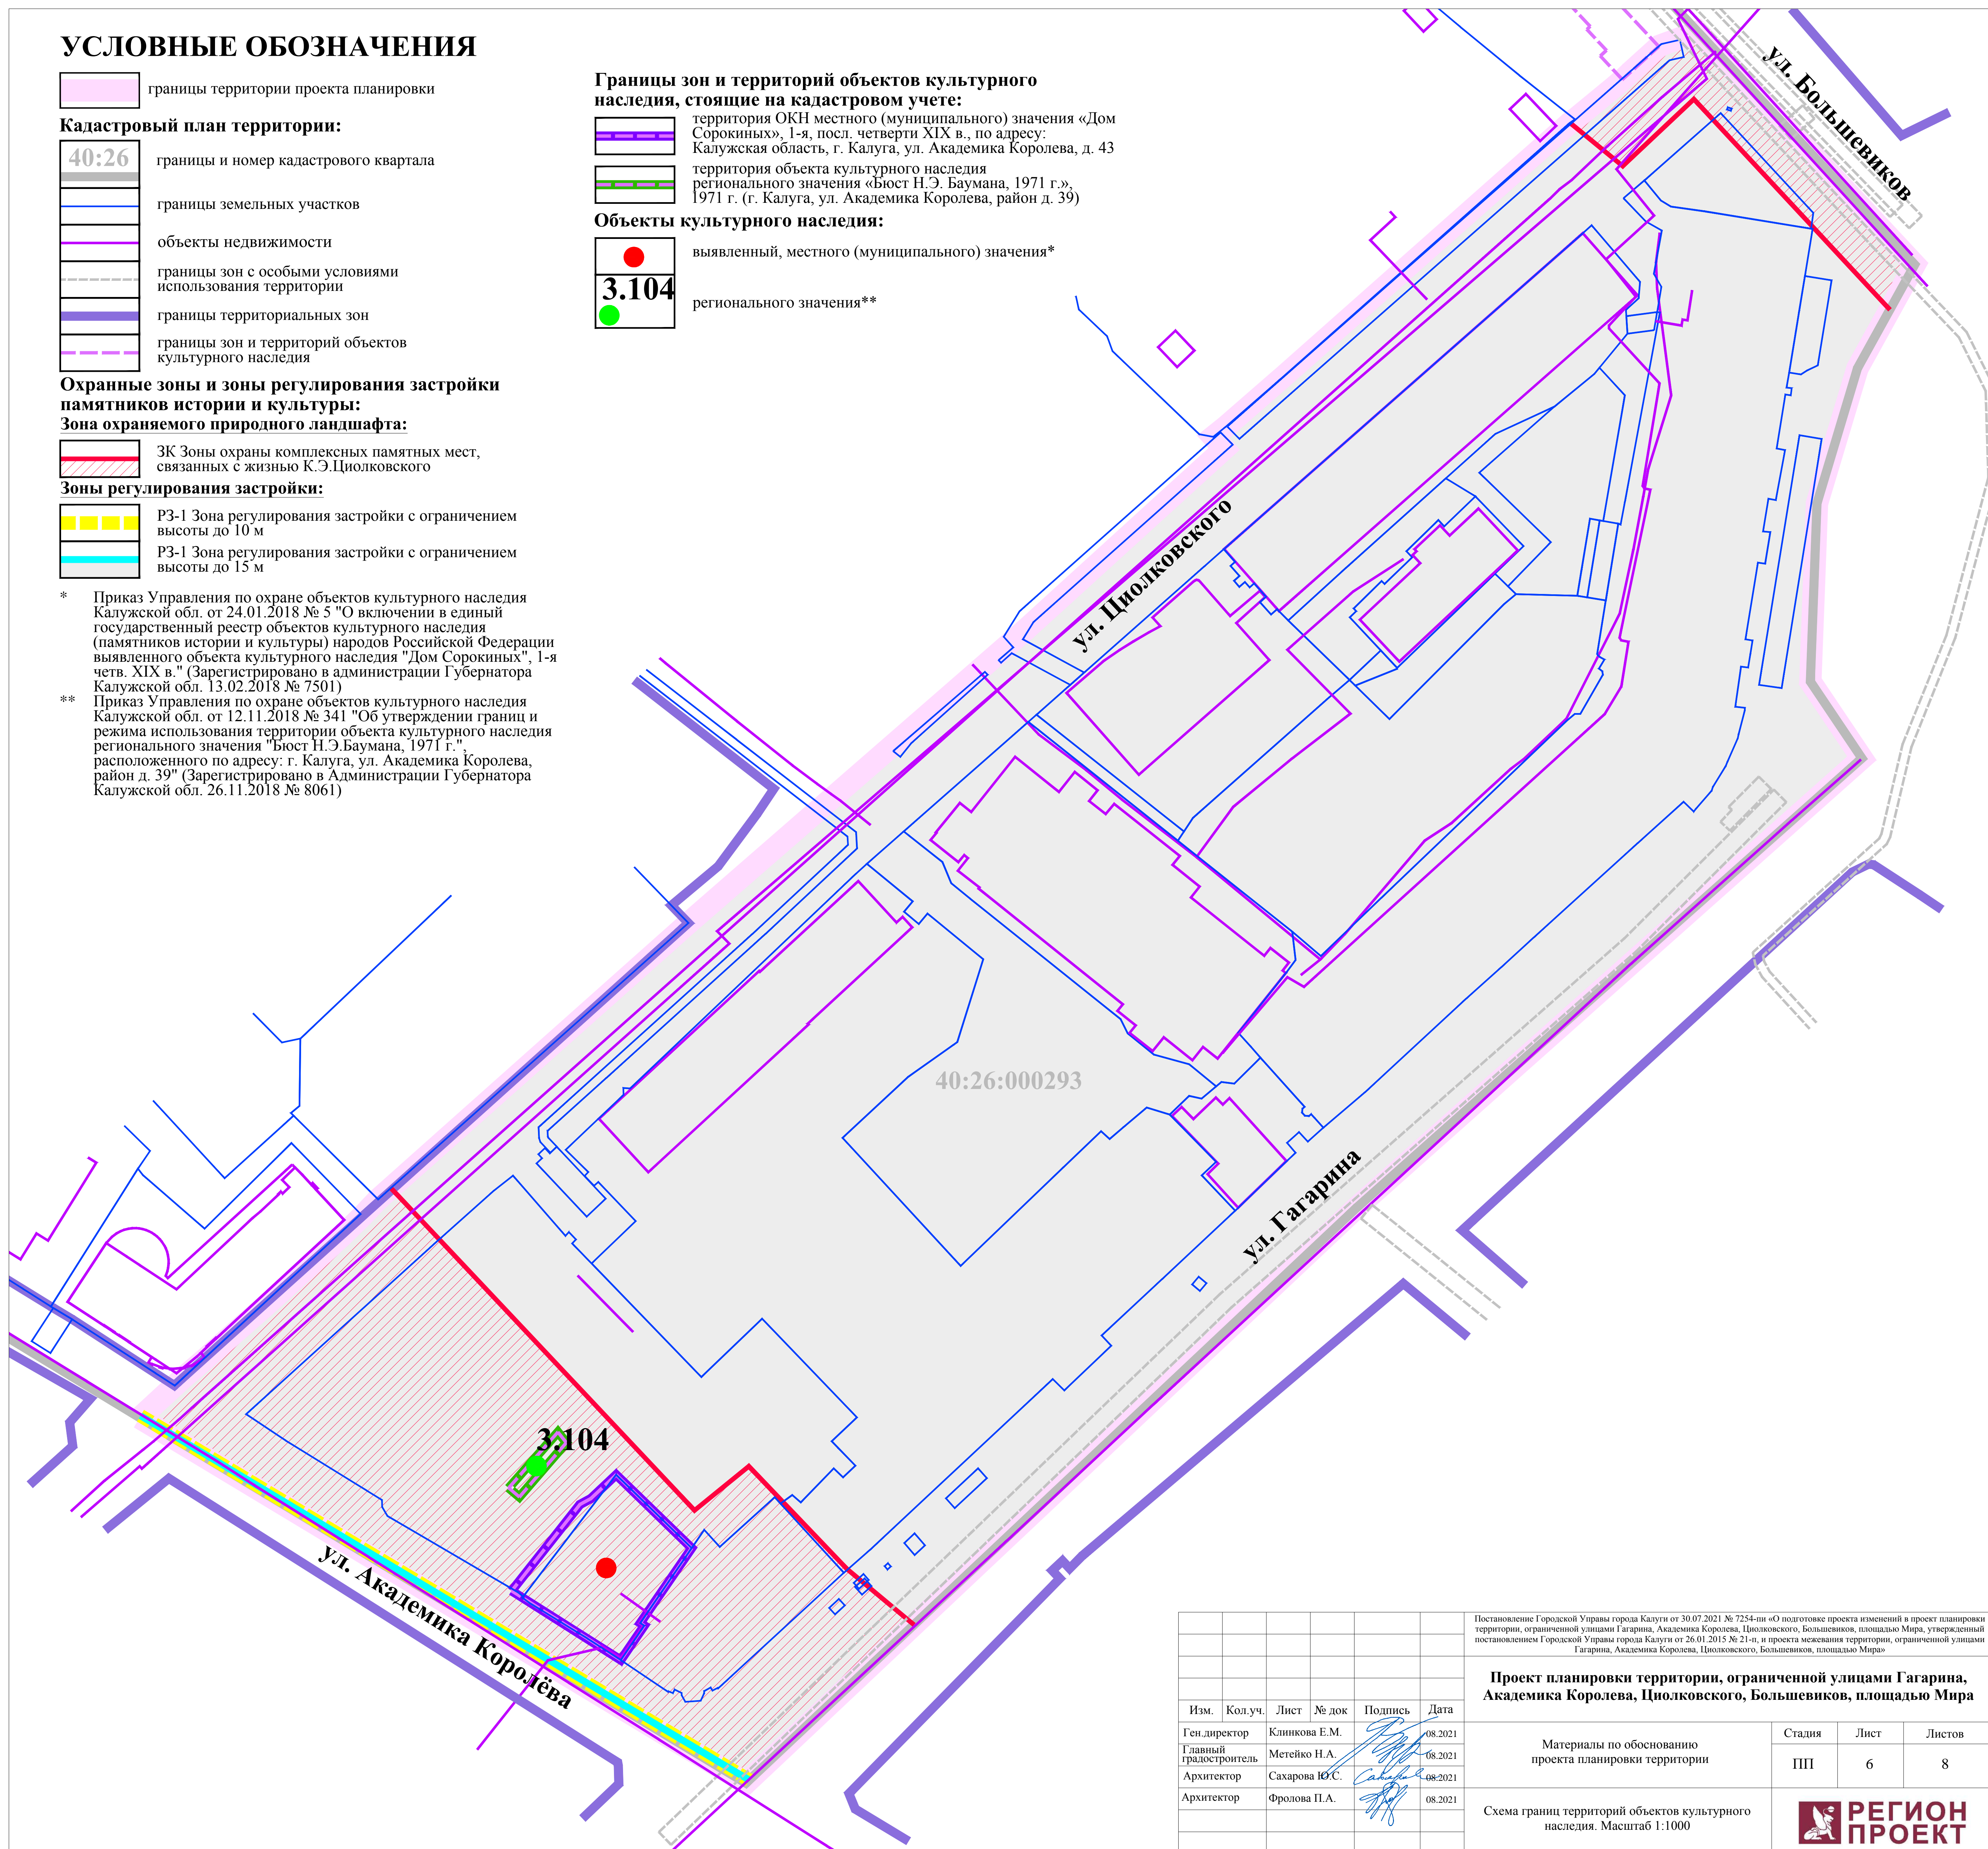 УСЛОВНЫЕ ОБОЗНАЧЕНИЯ
границы территории проекта планировки
Кадастровый план территории:
40:26
границы и номер кадастрового квартала
границы земельных участков
объекты недвижимости
границы зон с особыми условиями
использования территории
границы территориальных зон
границы зон и территорий объектов
культурного наследия
Охранные зоны и зоны регулирования застройки
памятников истории и культуры:
Зона охраняемого природного ландшафта:
ЗК Зоны охраны комплексных памятных мест,
связанных с жизнью К.Э.Циолковского
Зоны регулирования застройки:
РЗ-1 Зона регулирования застройки с ограничением
высоты до 10 м
РЗ-1 Зона регулирования застройки с ограничением
высоты до 15 м
* Приказ Управления по охране объектов культурного наследия
Калужской обл. от 24.01.2018 № 5 "О включении в единый
государственный реестр объектов культурного наследия
(памятников истории и культуры) народов Российской Федерации
выявленного объекта культурного наследия "Дом Сорокиных", 1-я
четв. XIX в." (Зарегистрировано в администрации Губернатора
Калужской обл. 13.02.2018 № 7501)
** Приказ Управления по охране объектов культурного наследия
Калужской обл. от 12.11.2018 № 341 "Об утверждении границ и
режима использования территории объекта культурного наследия
регионального значения "Бюст Н.Э.Баумана, 1971 г.",
расположенного по адресу: г. Калуга, ул. Академика Королева,
район д. 39" (Зарегистрировано в Администрации Губернатора
Калужской обл. 26.11.2018 № 8061)
Границы зон и территорий объектов культурного
наследия, стоящие на кадастровом учете:
территория ОКН местного (муниципального) значения «Дом
Сорокиных», 1-я, посл. четверти XIX в., по адресу:
Калужская область, г. Калуга, ул. Академика Королева, д. 43
территория объекта культурного наследия
регионального значения «Бюст Н.Э. Баумана, 1971 г.»,
1971 г. (г. Калуга, ул. Академика Королева, район д. 39)
Объекты культурного наследия:
выявленный, местного (муниципального) значения*
3.104
регионального значения**
ул. Большевиков
ул. Циолковского
40:26:000293
ул. Гагарина
3.104
ул. Академика Королёва
Постановление Городской Управы города Калуги от 30.07.2021 № 7254-пи «О подготовке проекта изменений в проект планировки
территории, ограниченной улицами Гагарина, Академика Королева, Циолковского, Большевиков, площадью Мира, утвержденный
постановлением Городской Управы города Калуги от 26.01.2015 № 21-п, и проекта межевания территории, ограниченной улицами
Гагарина, Академика Королева, Циолковского, Большевиков, площадью Мира»
Проект планировки территории, ограниченной улицами Гагарина,
Академика Королева, Циолковского, Большевиков, площадью Мира
Изм. Кол.уч. Лист № док Подпись Дата
Ген.директор Клинкова Е.М. 08.2021
Главный
градостроитель Метейко Н.А. 08.2021
Архитектор Сахарова Ю.С. 08.2021
Архитектор Фролова П.А. 08.2021
Материалы по обоснованию
проекта планировки территории
Стадия Лист Листов
ПП 6 8
Схема границ территорий объектов культурного
наследия. Масштаб 1:1000
РЕГИОН
ПРОЕКТ